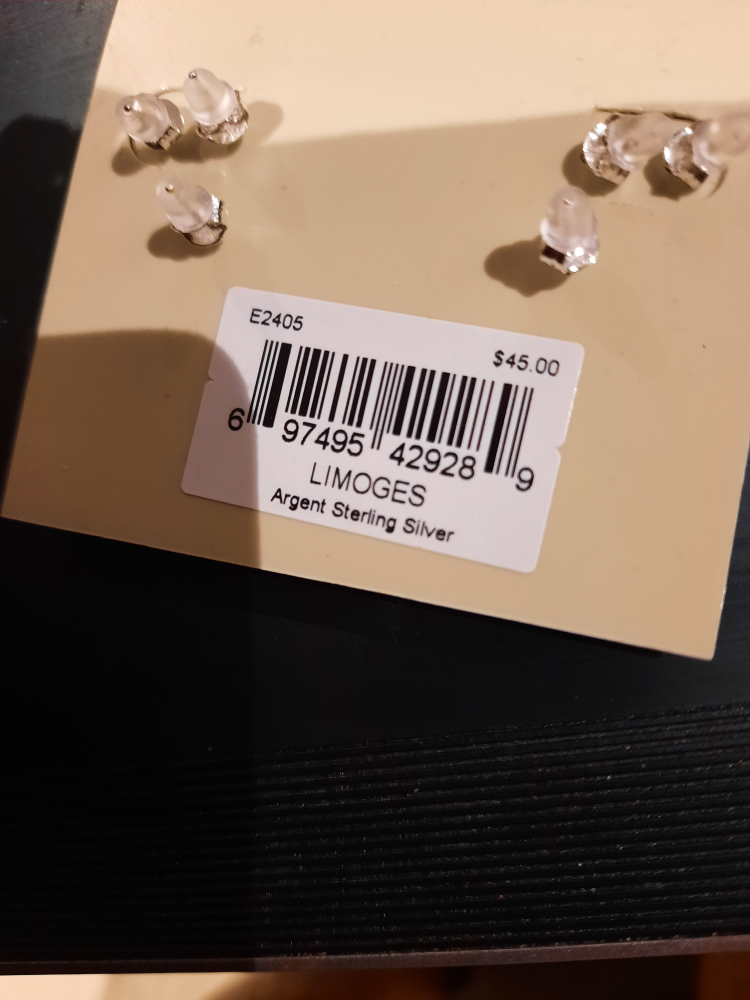 E2405
$45.00
6 97495 42928 9
LIMOGES
Argent Sterling Silver